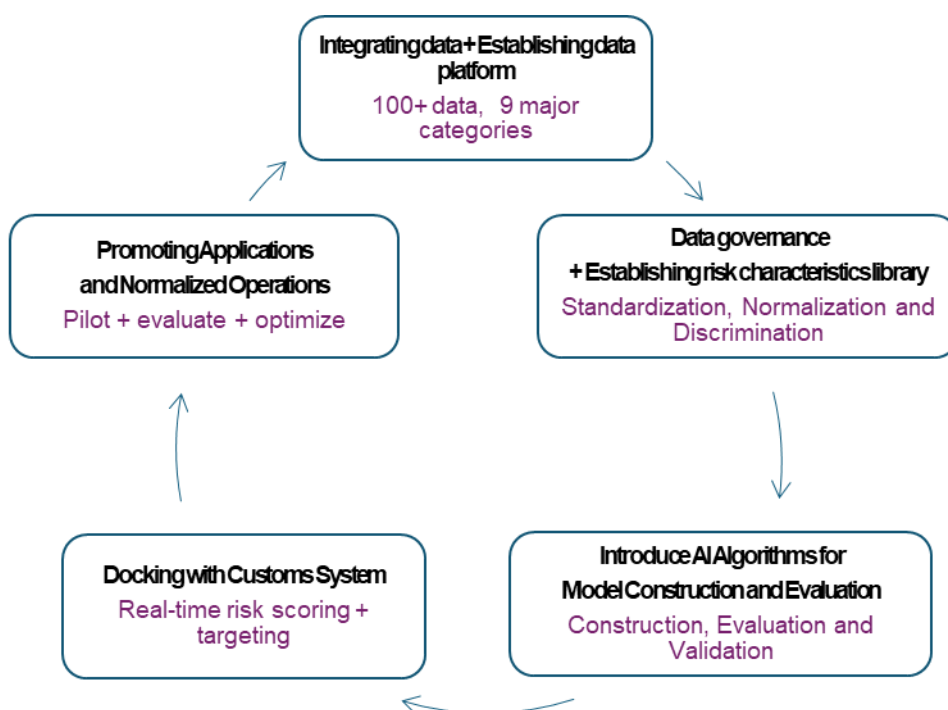 Integrating data + Establishing data
platform
100+ data, 9 major
categories
Data governance
+ Establishing risk characteristics library
Standardization, Normalization and
Discrimination
Introduce AI Algorithms for
Model Construction and Evaluation
Construction, Evaluation and
Validation
Docking with Customs System
Real-time risk scoring +
targeting
Promoting Applications
and Normalized Operations
Pilot + evaluate + optimize